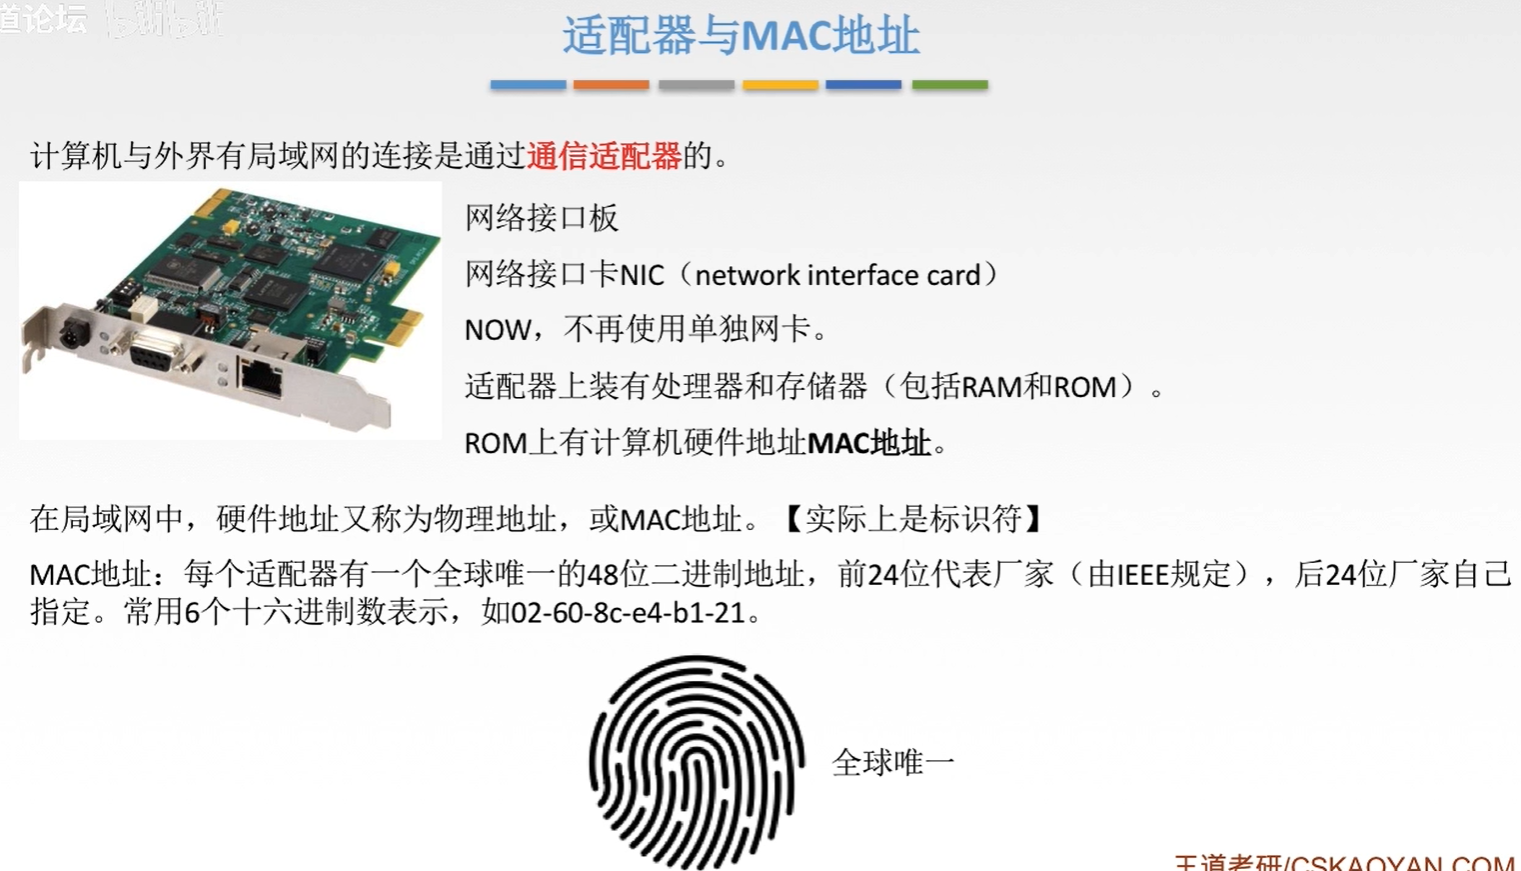 道论坛 bilibili
适配器与MAC地址
计算机与外界有局域网的连接是通过通信适配器的。
网络接口板
网络接口卡NIC（network interface card）
NOW，不再使用单独网卡。
适配器上装有处理器和存储器（包括RAM和ROM）。
ROM上有计算机硬件地址MAC地址。
在局域网中，硬件地址又称为物理地址，或MAC地址。【实际上是标识符】
MAC地址：每个适配器有一个全球唯一的48位二进制地址，前24位代表厂家（由IEEE规定），后24位厂家自己
指定。常用6个十六进制数表示，如02-60-8c-e4-b1-21。
全球唯一
王道考研/CSKAOYAN.COM